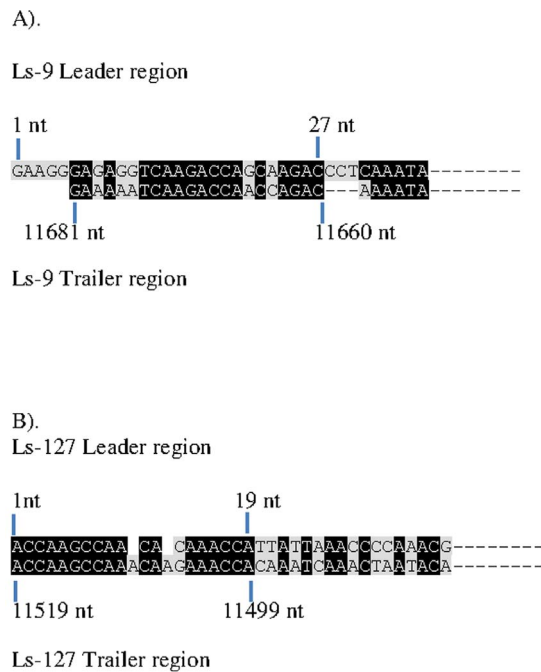 A).
Ls-9 Leader region
1 nt 27 nt
GAAGGGAGAGGTCAAGACCAGCAAGACCCTCAAATA--------
GAAAAATCAAGACCAACCAGAC---AAAATA--------
11681 nt 11660 nt
Ls-9 Trailer region
B).
Ls-127 Leader region
1nt 19 nt
ACCAAGCCAA CA CAAACCATTATTAAACCCCAAACG--------
ACCAAGCCAAACAAGAAACCACAAATCAAACTAATACA--------
11519 nt 11499 nt
Ls-127 Trailer region